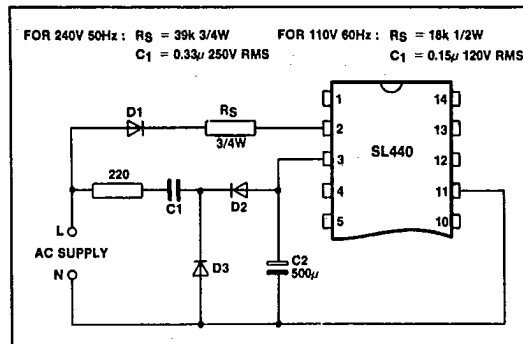 FOR 240V 50Hz : RS = 39k 3/4W
C1 = 0.33μ 250V RMS
FOR 110V 60Hz : RS = 18k 1/2W
C1 = 0.15μ 120V RMS
D1
RS
3/4W
220
C1
D2
D3
C2
500μ
L
AC SUPPLY
N
SL440
1
2
3
4
5
14
13
12
11
10